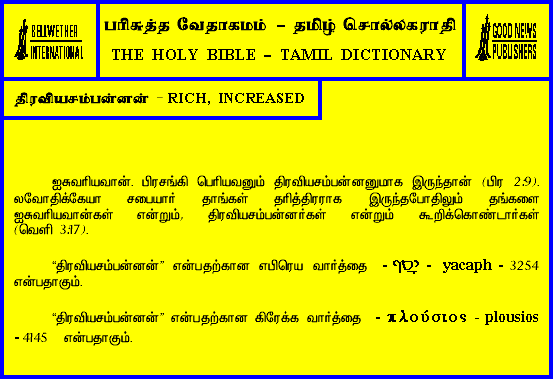 BELLWETHER
INTERNATIONAL
பரிசுத்த வேதாகமம் – தமிழ் சொல்லகராதி
THE HOLY BIBLE – TAMIL DICTIONARY
GOOD NEWS
PUBLISHERS
திரவியசம்பன்னன் – RICH, INCREASED
ஐசுவரியவான். பிரசங்கி பெரியவனும் திரவியசம்பன்னனுமாக இருந்தான் (பிர 2:9).
லவோதிக்கேயா சபையார் தாங்கள் தரித்திரராக இருந்தபோதிலும் தங்களை
ஐசுவரியவான்கள் என்றும், திரவியசம்பன்னர்கள் என்றும் கூறிக்கொண்டார்கள்
(வெளி 3:17).
“திரவியசம்பன்னன்” என்பதற்கான எபிரெய வார்த்தை - - yacaph - 3254
என்பதாகும்.
“திரவியசம்பன்னன்” என்பதற்கான கிரேக்க வார்த்தை - πλούσιος - plousios
- 4145 என்பதாகும்.